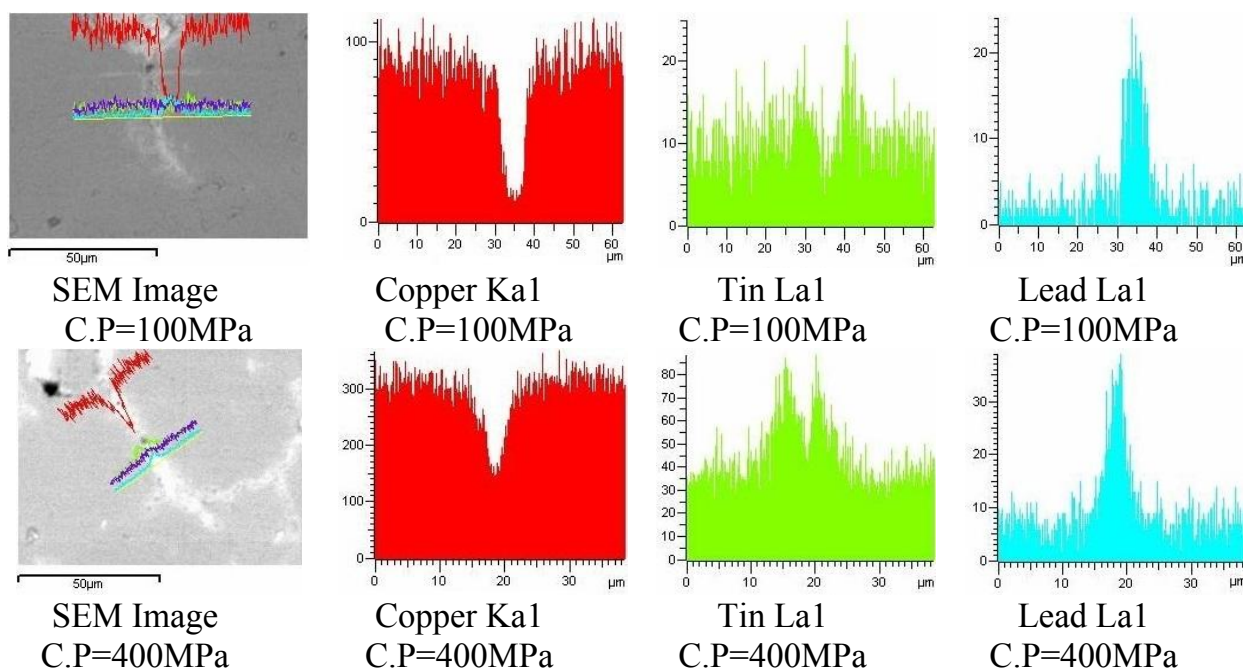 100
0
0 10 20 30 40 50 60
µm
20
10
0
0 10 20 30 40 50 60
µm
20
10
0
0 10 20 30 40 50 60
µm
50µm
SEM Image
C.P=100MPa
Copper Ka1
C.P=100MPa
Tin La1
C.P=100MPa
Lead La1
C.P=100MPa
300
200
100
0
0 10 20 30
µm
80
70
60
50
40
30
20
10
0
0 10 20 30
µm
30
20
10
0
0 10 20 30
µm
50µm
SEM Image
C.P=400MPa
Copper Ka1
C.P=400MPa
Tin La1
C.P=400MPa
Lead La1
C.P=400MPa